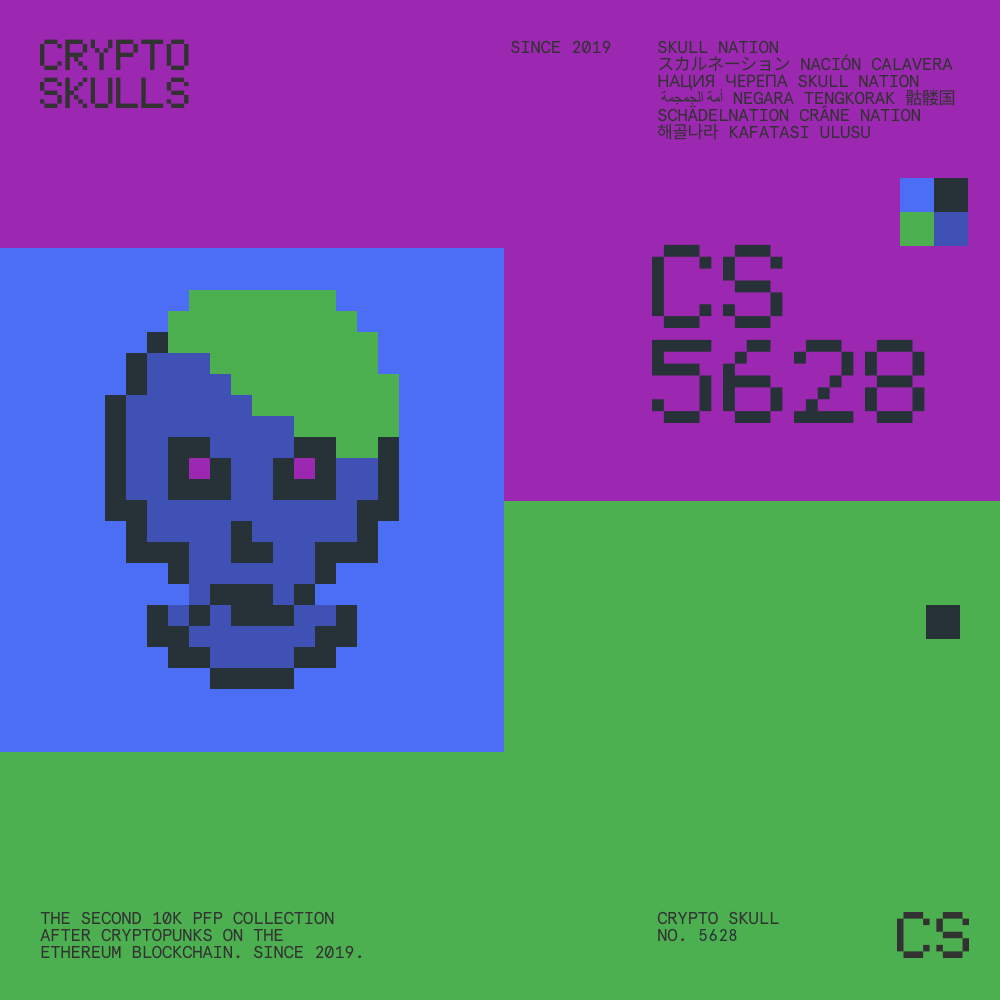 CRYPTO
SKULLS
SINCE 2019
SKULL NATION
スカルネーション NACIÓN CALAVERA
НАЦИЯ ЧЕРЕПА SKULL NATION
أمة الجمجمة NEGARA TENGKORAK 骷髅国
SCHÄDELNATION CRÂNE NATION
해골나라 KAFATASI ULUSU
CS
5628
THE SECOND 10K PFP COLLECTION
AFTER CRYPTOPUNKS ON THE
ETHEREUM BLOCKCHAIN. SINCE 2019.
CRYPTO SKULL
NO. 5628
CS